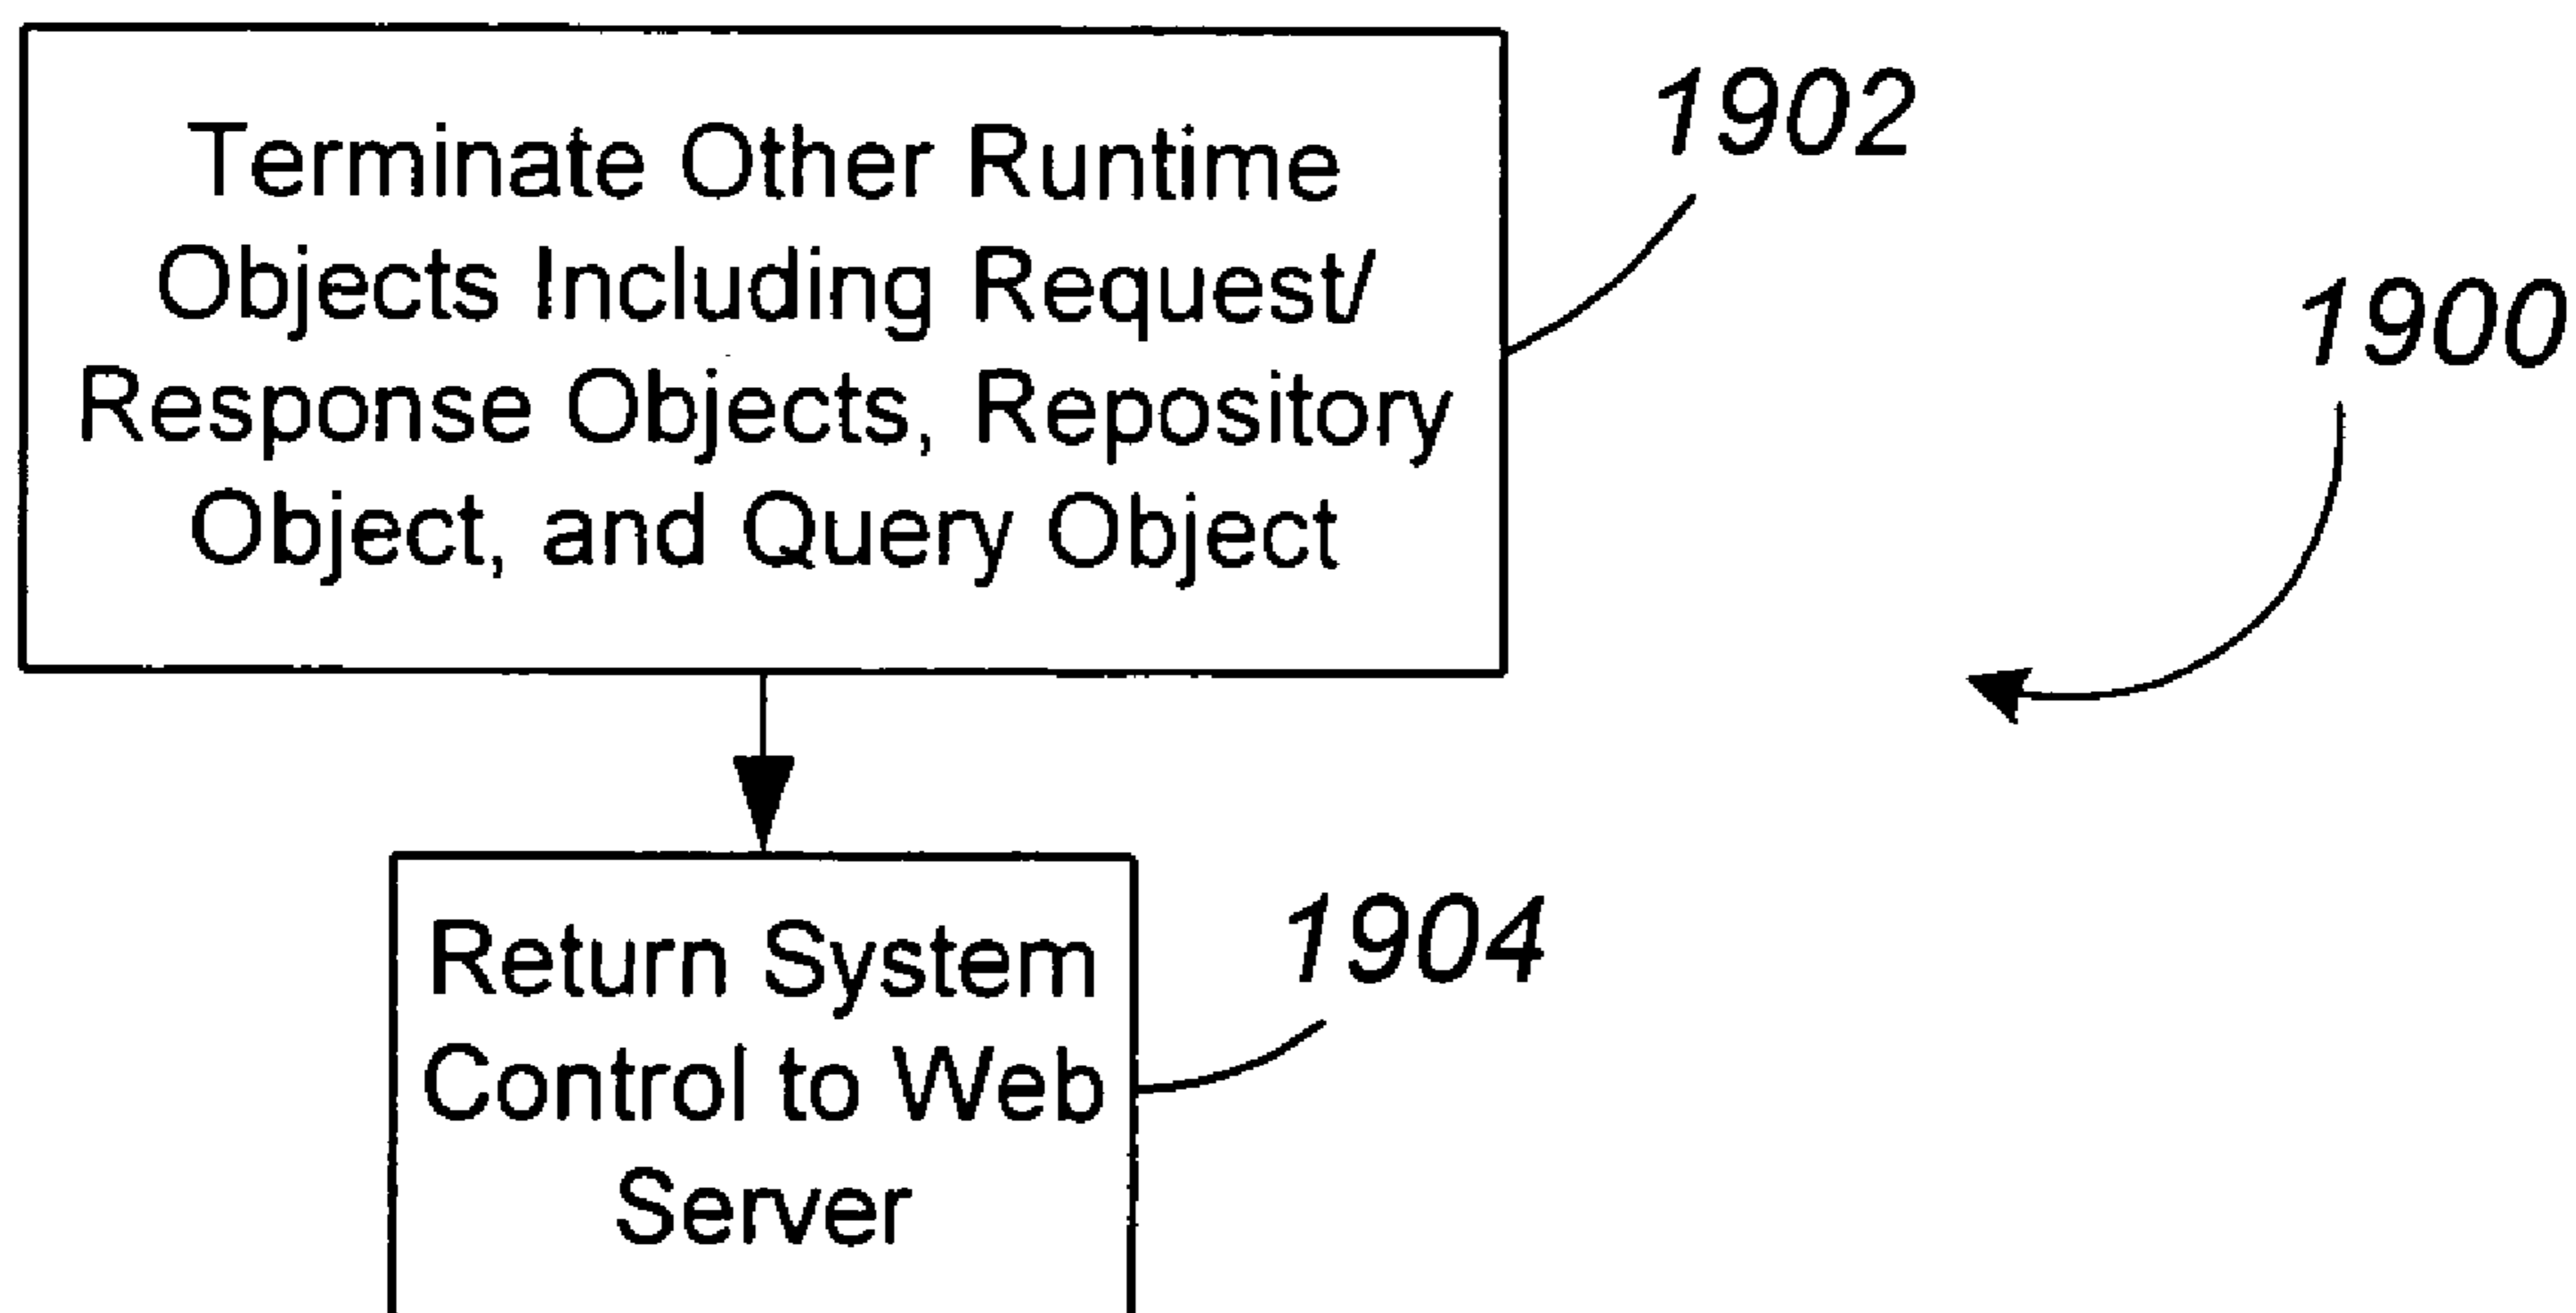 Terminate Other Runtime
Objects Including Request/
Response Objects, Repository
Object, and Query Object
1902
1900
Return System
Control to Web
Server
1904